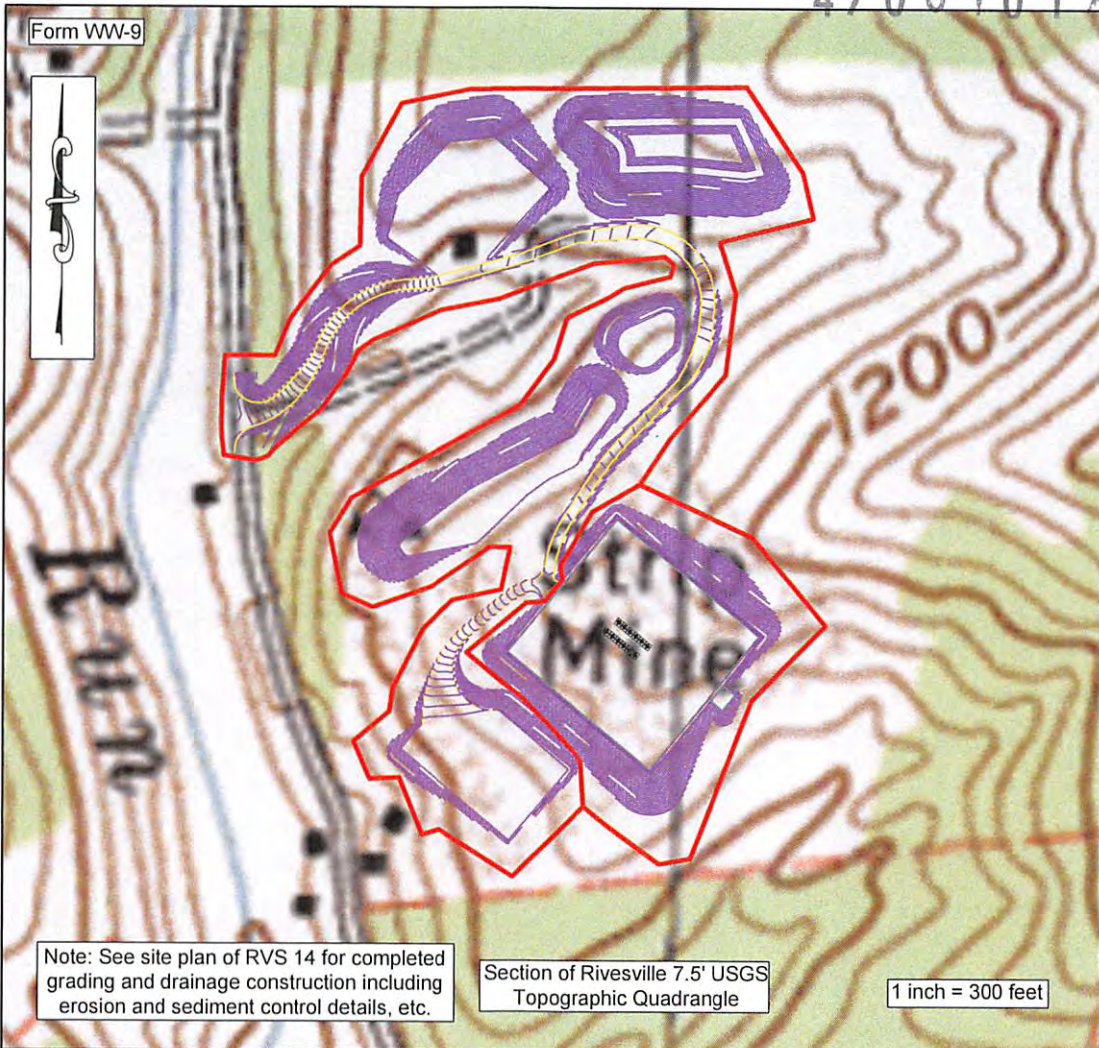 Form WW-9
1200
Strip
Mine
Run
Note: See site plan of RVS 14 for completed
grading and drainage construction including
erosion and sediment control details, etc.
Section of Rivesville 7.5' USGS
Topographic Quadrangle
1 inch = 300 feet